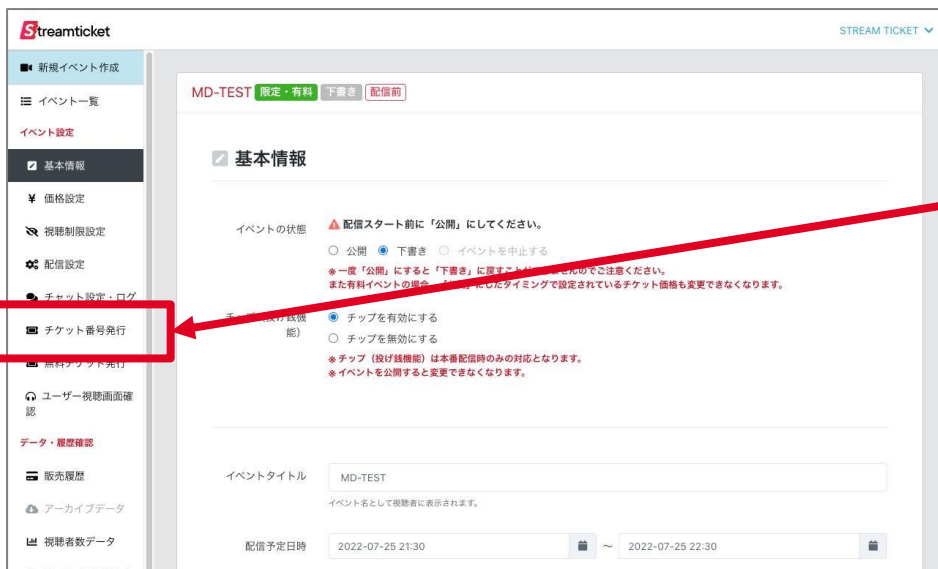 Streamticket
STREAM TICKET
新規イベント作成
イベント一覧
イベント設定
基本情報
¥ 価格設定
視聴制限設定
配信設定
チャット設定・ログ
チケット番号発行
無料チケット発行
ユーザー視聴画面確
認
データ・履歴確認
販売履歴
アーカイブデータ
視聴者数データ
MD-TEST 限定・有料 下書き 配信前
基本情報
イベントの状態
配信スタート前に「公開」にしてください。
公開 下書き イベントを中止する
※一度「公開」にすると「下書き」に戻すこと
せんのでご注意ください。
また有料イベントの場合
にしたタイミングで設定されているチケット価格も変更できなくなります。
能)
チップを有効にする
チップを無効にする
※チップ（投げ銭機能）は本番配信時のみの対応となります。
※イベントを公開すると変更できなくなります。
イベントタイトル
MD-TEST
イベント名として視聴者に表示されます。
配信予定日時
2022-07-25 21:30 ～ 2022-07-25 22:30